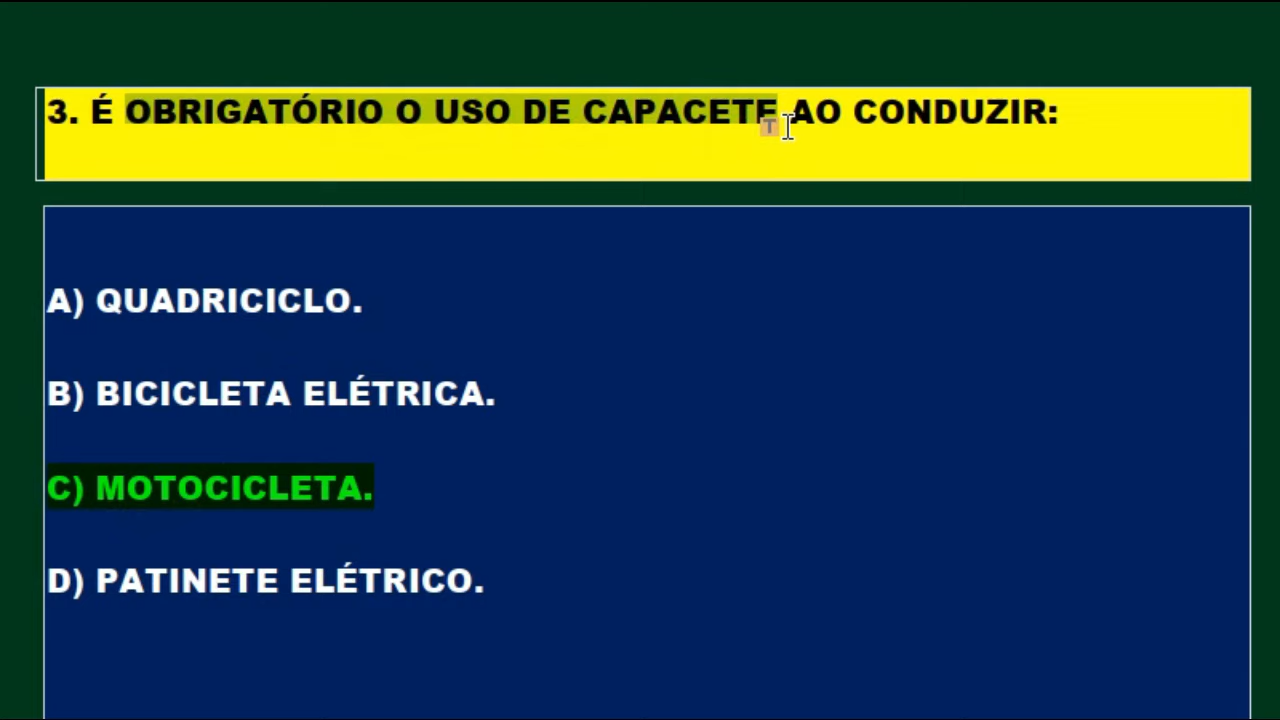 3. É OBRIGATÓRIO O USO DE CAPACETE AO CONDUZIR:
A) QUADRICICLO.
B) BICICLETA ELÉTRICA.
C) MOTOCICLETA.
D) PATINETE ELÉTRICO.